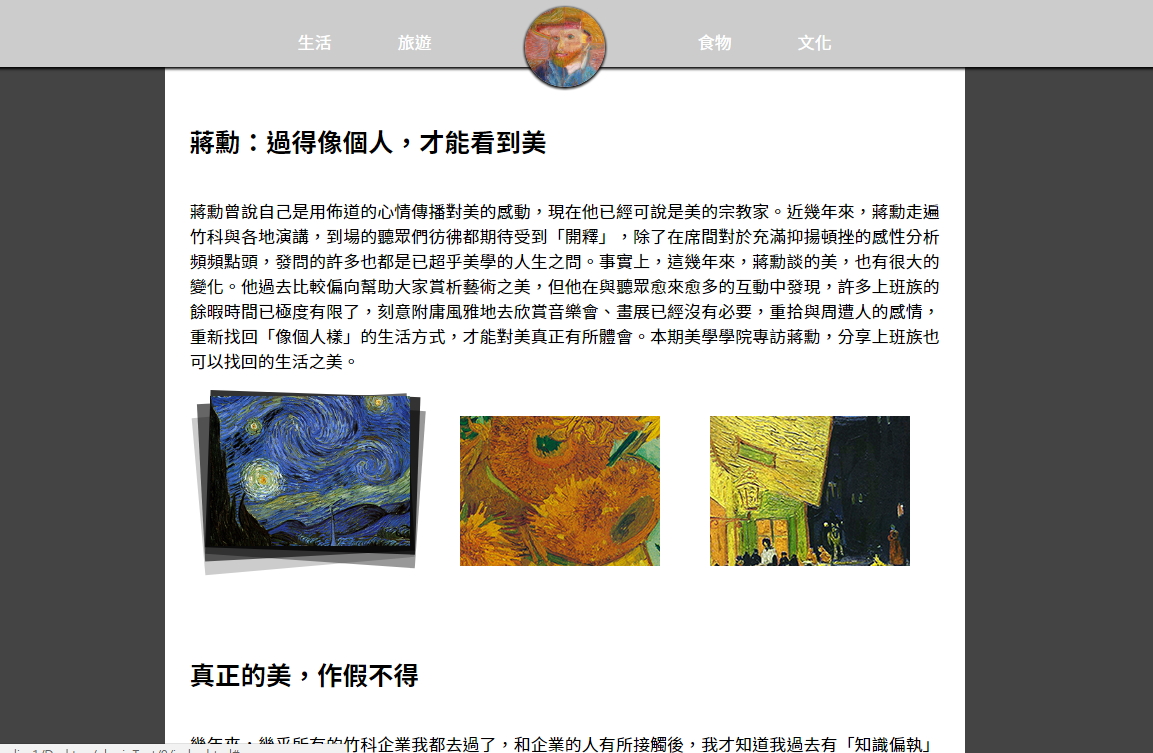 生活 旅遊 食物 文化
蔣勳：過得像個人，才能看到美
蔣勳曾說自己是用佈道的心情傳播對美的感動，現在他已經可說是美的宗教家。近幾年來，蔣勳走遍
竹科與各地演講，到場的聽眾們彷彿都期待受到「開釋」，除了在席間對於充滿抑揚頓挫的感性分析
頻頻點頭，發問的許多也都是已超乎美學的人生之問。事實上，這幾年來，蔣勳談的美，也有很大的
變化。他過去比較偏向幫助大家賞析藝術之美，但他在與聽眾愈來愈多的互動中發現，許多上班族的
餘暇時間已極度有限了，刻意附庸風雅地去欣賞音樂會、畫展已經沒有必要，重拾與周遭人的感情，
重新找回「像個人樣」的生活方式，才能對美真正有所體會。本期美學學院專訪蔣勳，分享上班族也
可以找回的生活之美。
真正的美，作假不得
幾年來，幾乎所有的竹科企業我都去過了，和企業的人有所接觸後，我才知道我過去有「知識偏執」